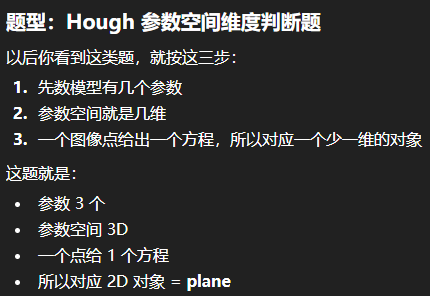 题型：Hough 参数空间维度判断题
以后你看到这类题，就按这三步：
1. 先数模型有几个参数
2. 参数空间就是几维
3. 一个图像点给出一个方程，所以对应一个少一维的对象
这题就是：
• 参数 3 个
• 参数空间 3D
• 一个点给 1 个方程
• 所以对应 2D 对象 = plane